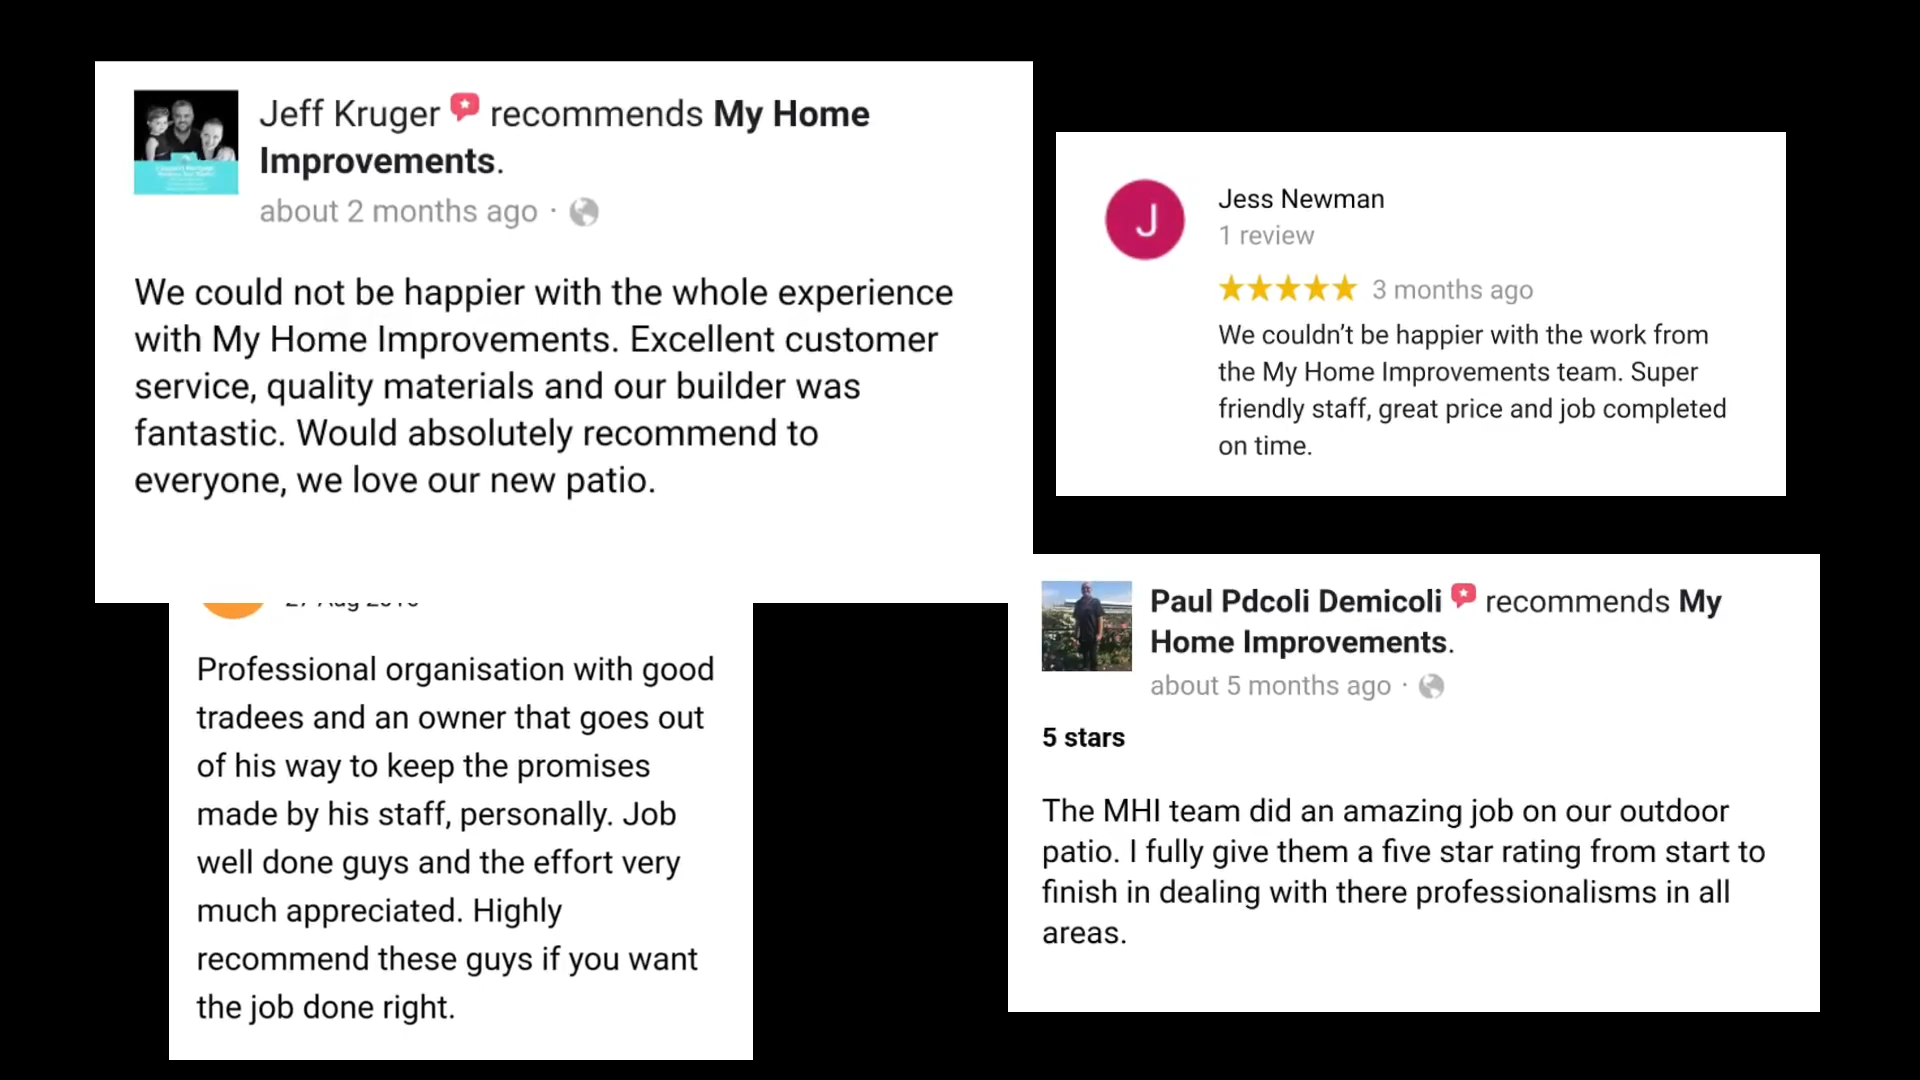 Jeff Kruger recommends My Home
Improvements.
about 2 months ago ·
We could not be happier with the whole experience
with My Home Improvements. Excellent customer
service, quality materials and our builder was
fantastic. Would absolutely recommend to
everyone, we love our new patio.
J
Jess Newman
1 review
★★★★★ 3 months ago
We couldn’t be happier with the work from
the My Home Improvements team. Super
friendly staff, great price and job completed
on time.
Professional organisation with good
tradees and an owner that goes out
of his way to keep the promises
made by his staff, personally. Job
well done guys and the effort very
much appreciated. Highly
recommend these guys if you want
the job done right.
Paul Pdcoli Demicoli recommends My
Home Improvements.
about 5 months ago ·
5 stars
The MHI team did an amazing job on our outdoor
patio. I fully give them a five star rating from start to
finish in dealing with there professionalisms in all
areas.